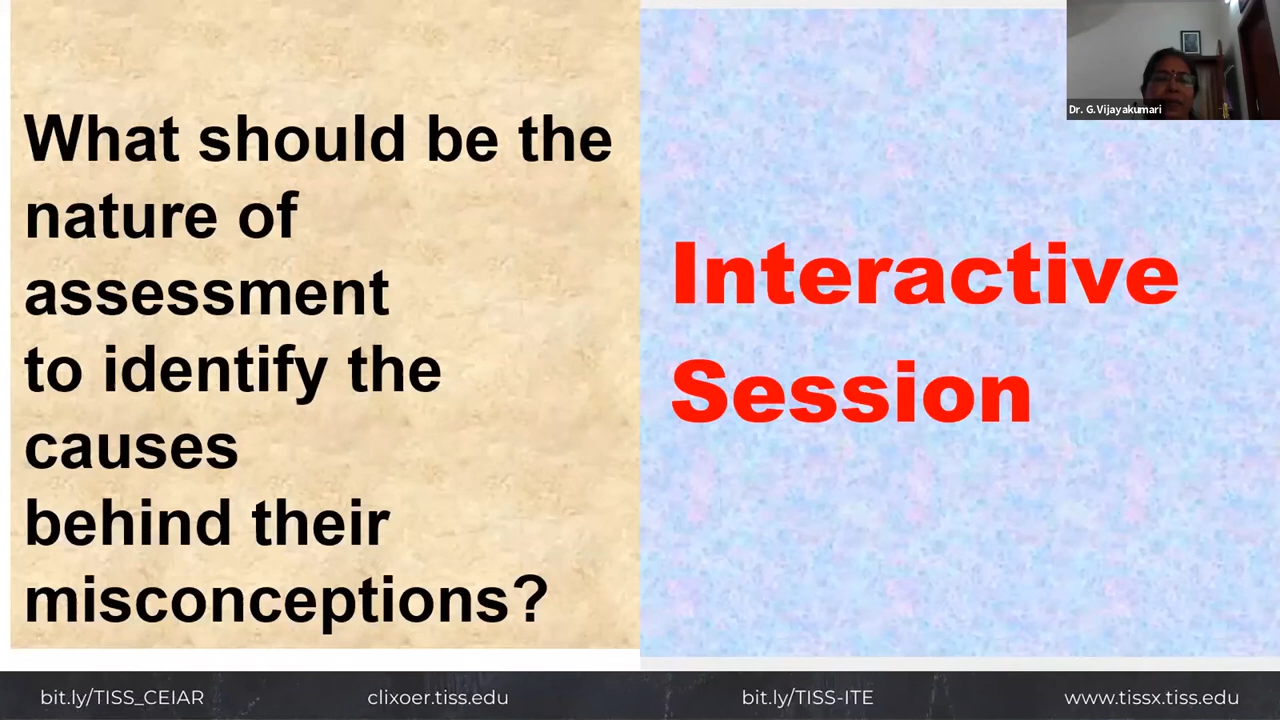 What should be the
nature of
assessment
to identify the
causes
behind their
misconceptions?
Interactive
Session
Dr. G.Vijayakumari
bit.ly/TISS_CEIAR
clixoer.tiss.edu
bit.ly/TISS-ITE
www.tissx.tiss.edu